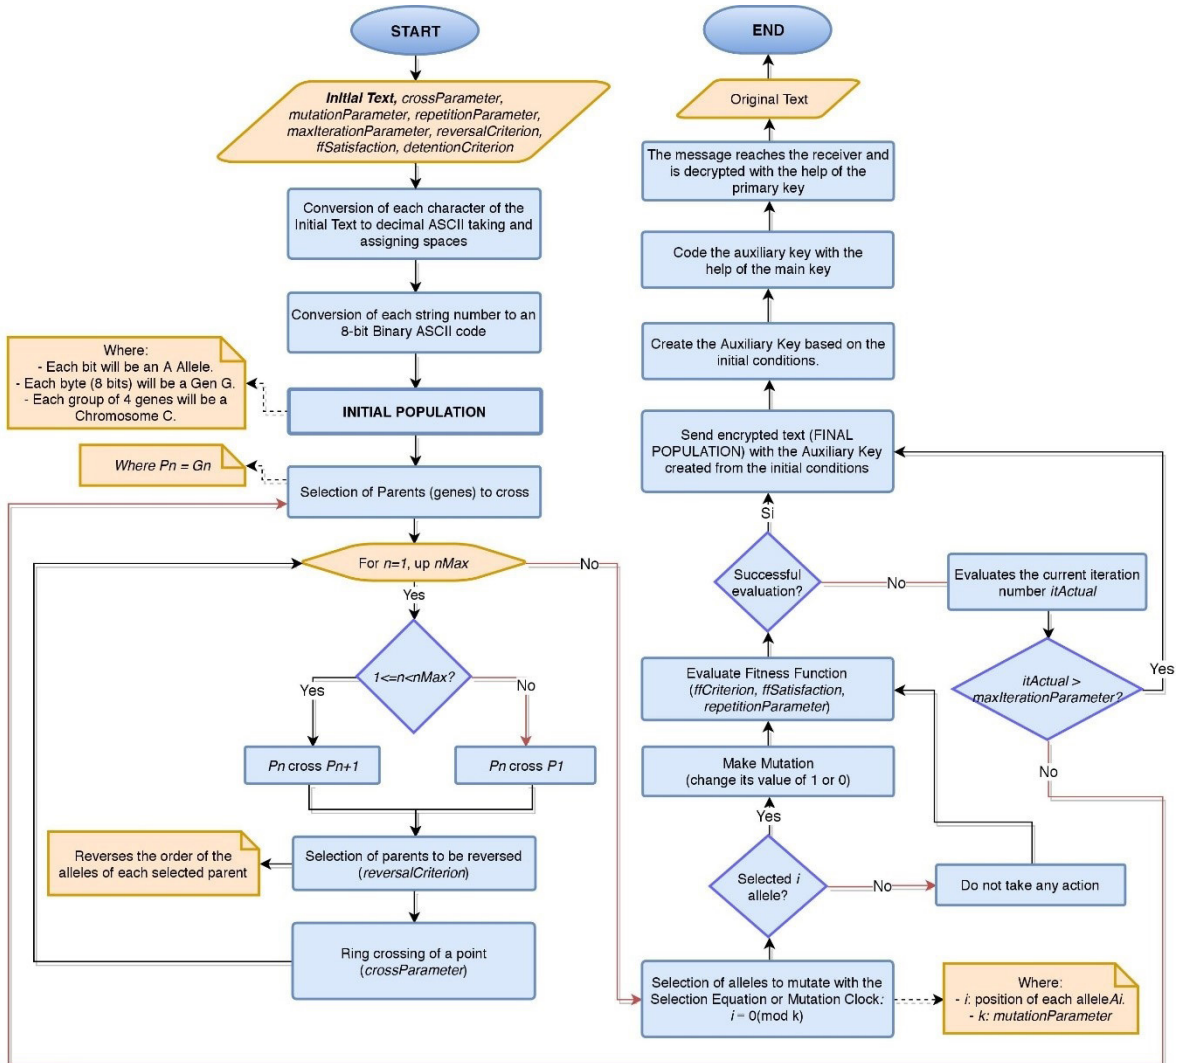 START
Initial Text, crossParameter,
mutationParameter, repetitionParameter,
maxIterationParameter, reversalCriterion,
ffSatisfaction, detentionCriterion
Conversion of each character of the
Initial Text to decimal ASCII taking and
assigning spaces
Conversion of each string number to an
8-bit Binary ASCII code
Where:
- Each bit will be an A Allele.
- Each byte (8 bits) will be a Gen G.
- Each group of 4 genes will be a
Chromosome C.
INITIAL POPULATION
Where Pn = Gn
Selection of Parents (genes) to cross
For n=1, up nMax
No
Yes
1<=n<nMax?
Yes
No
Pn cross Pn+1
Pn cross P1
Selection of parents to be reversed
(reversalCriterion)
Reverses the order of the
alleles of each selected parent
Ring crossing of a point
(crossParameter)
END
Original Text
The message reaches the receiver and
is decrypted with the help of the
primary key
Code the auxiliary key with the
help of the main key
Create the Auxiliary Key based on the
initial conditions.
Send encrypted text (FINAL
POPULATION) with the Auxiliary Key
created from the initial conditions
Si
Successful
evaluation?
No
Evaluates the current iteration
number itActual
itActual >
maxIterationParameter?
Yes
No
Evaluate Fitness Function
(ffCriterion, ffSatisfaction,
repetitionParameter)
Make Mutation
(change its value of 1 or 0)
Yes
Selected i
allele?
No
Do not take any action
Selection of alleles to mutate with the
Selection Equation or Mutation Clock:
i = 0(mod k)
Where:
- i: position of each alleleAi.
- k: mutationParameter